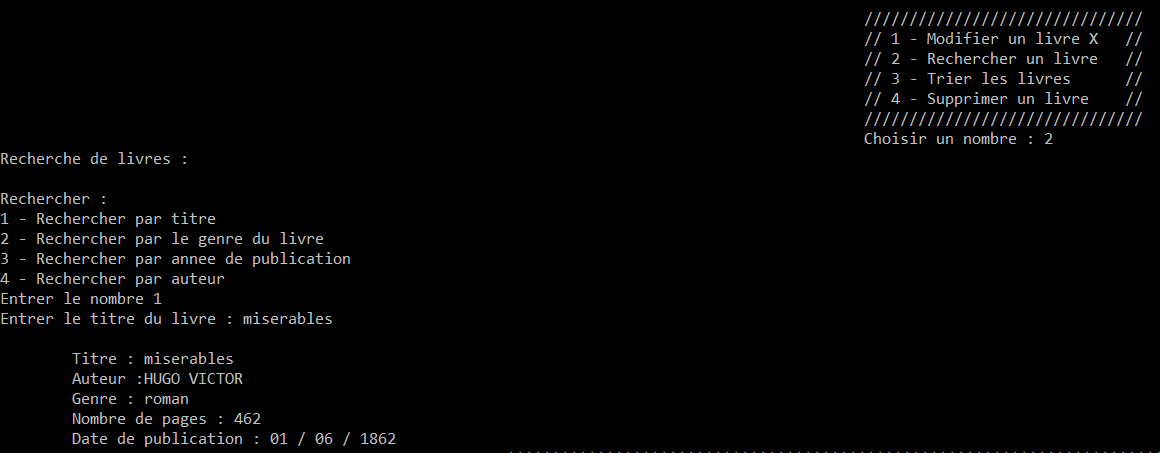 ////////////////////////////////
// 1 - Modifier un livre X   //
// 2 - Rechercher un livre   //
// 3 - Trier les livres      //
// 4 - Supprimer un livre    //
////////////////////////////////
Choisir un nombre : 2
Recherche de livres :
Rechercher :
1 - Rechercher par titre
2 - Rechercher par le genre du livre
3 - Rechercher par annee de publication
4 - Rechercher par auteur
Entrer le nombre 1
Entrer le titre du livre : miserables
Titre : miserables
Auteur :HUGO VICTOR
Genre : roman
Nombre de pages : 462
Date de publication : 01 / 06 / 1862